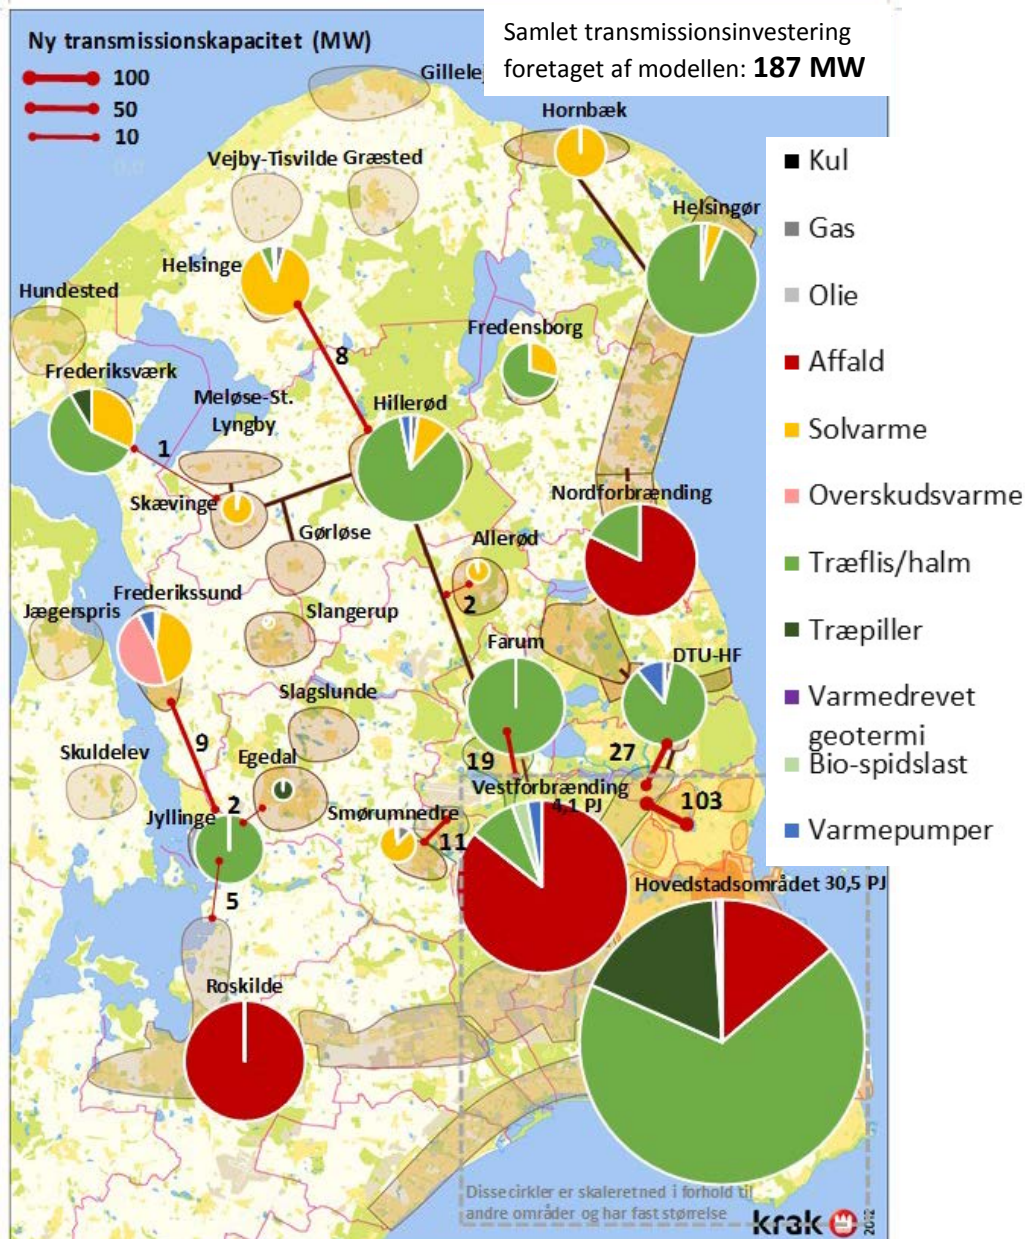 Ny transmissionskapacitet (MW)
100
50
10
0,0
Samlet transmissionsinvestering
foretaget af modellen: 187 MW
Gillelej
Hornbæk
Vejby-Tisvilde Græsted
Helsingør
Helsinge
Hundested
Fredensborg
8
Frederiksværk
Meløse-St.
Lyngby
Hillerød
1
Skævinge
Nordforbrænding
Gørløse
Allerød
Frederikssund
2
Jægerspris
Slangerup
Farum
DTU-HF
Slagslunde
9
Skuldelev
Egedal
19
27
Vestforbrænding
4,1 PJ
103
2
Jyllinge
Smørumnedre
11
Hovedstadsområdet 30,5 PJ
5
Roskilde
Disse cirkler er skaleret ned i forhold til
andre områder og har fast størrelse
krak
2012
Kul
Gas
Olie
Affald
Solvarme
Overskudsvarme
Træflis/halm
Træpiller
Varmedrevet
geotermi
Bio-spidslast
Varmepumper